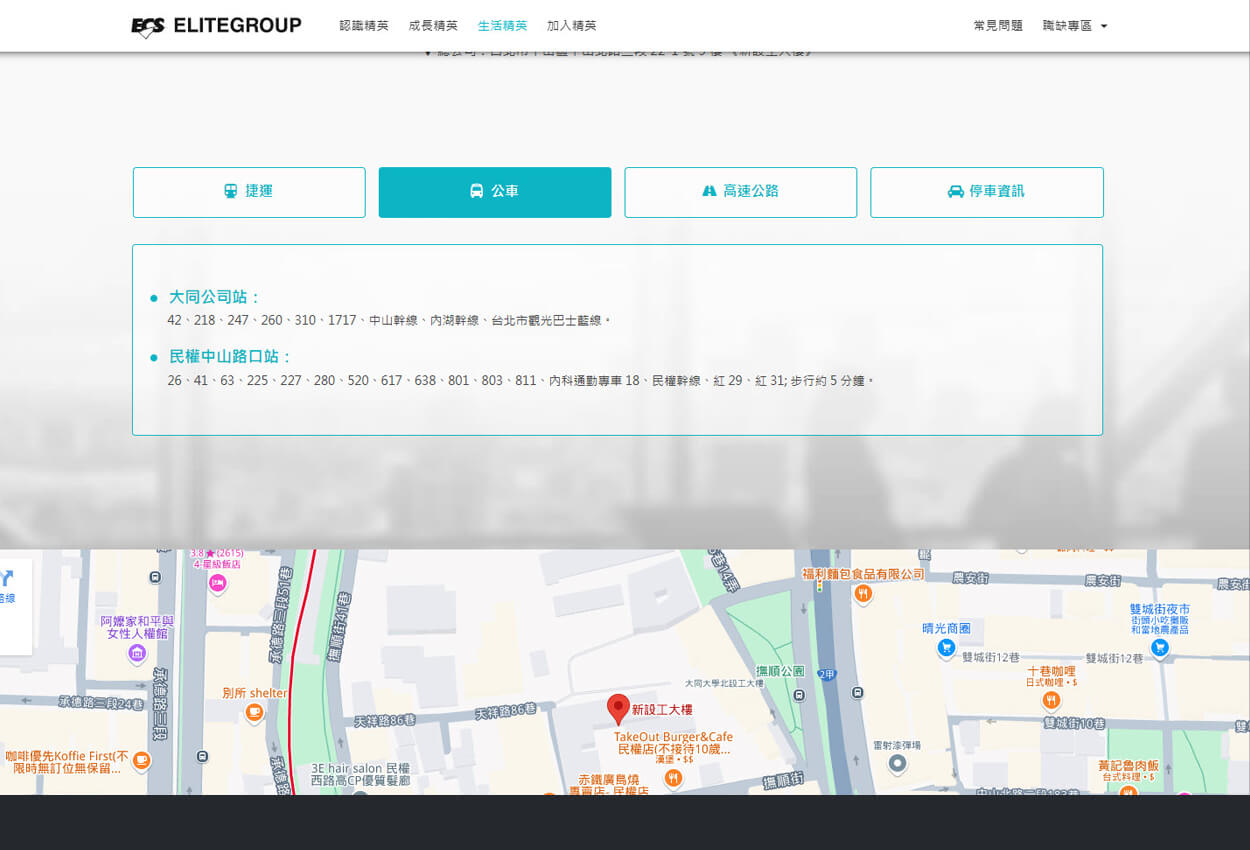 ECS ELITEGROUP
認識精英
成長精英
生活精英
加入精英
常見問題
職缺專區
捷運
公車
高速公路
停車資訊
大同公司站：
42、218、247、260、310、1717、中山幹線、內湖幹線、台北市觀光巴士藍線。
民權中山路口站：
26、41、63、225、227、280、520、617、638、801、803、811、內科通勤專車 18、民權幹線、紅 29、紅 31; 步行約 5 分鐘。
3.8★(2615)
4 星級飯店
承德路三段51巷
撫順街41巷
福利麵包食品有限公司
農安街
農安街
農安街
路線
阿嬤家和平與
女性人權館
雙城街夜市
街頭小吃攤販
和當地農產品
晴光商圈
雙城街12巷
雙城街12巷
撫順公園
2甲
大同大學北設工大樓
十巷咖哩
日式咖哩・$
別所 shelter
承德路三段
承德路三段24巷
天祥路86巷
天祥路86巷
新設工大樓
雙城街10巷
TakeOut Burger&Cafe
民權店(不接待10歲...
漢堡・$$
雷射漆彈場
咖啡優先Koffie First(不
限時無訂位無保留...
3E hair salon 民權
西路高CP優質髮廊
赤鐵廣島燒
專賣店- 民權店
撫順街
黃記魯肉飯
台式料理・$